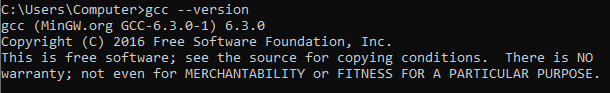 C:\Users\Computer>gcc --version
gcc (MinGW.org GCC-6.3.0-1) 6.3.0
Copyright (C) 2016 Free Software Foundation, Inc.
This is free software; see the source for copying conditions.  There is NO
warranty; not even for MERCHANTABILITY or FITNESS FOR A PARTICULAR PURPOSE.